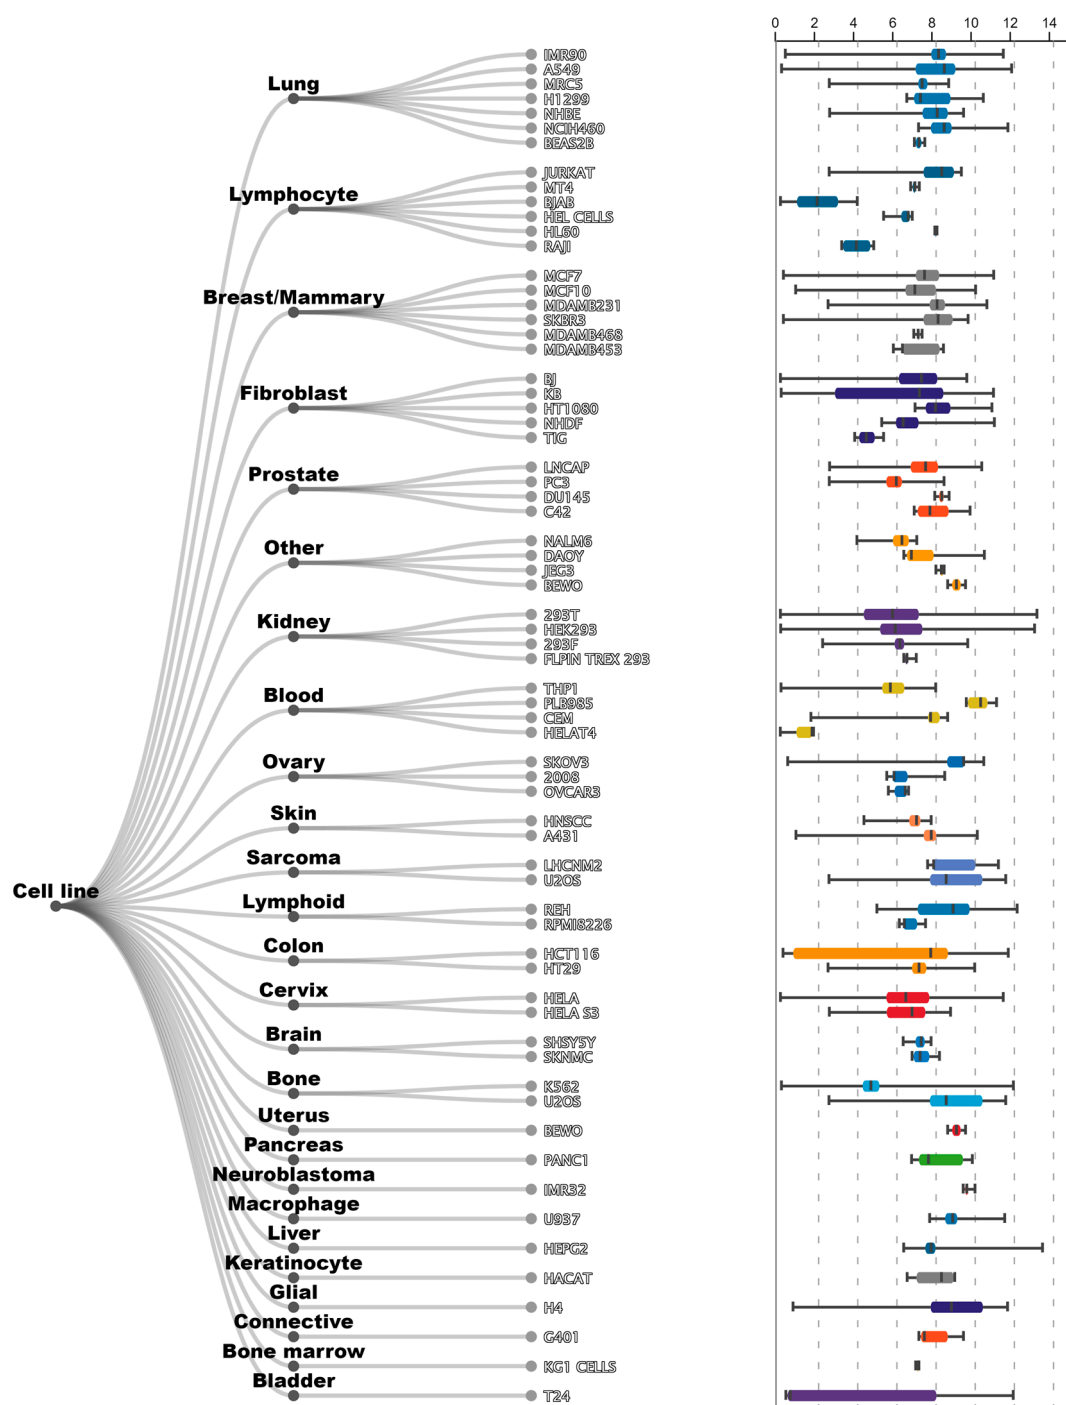 0 2 4 6 8 10 12 14
Cell line
Lung
IMR90
A549
MRC5
H1299
NHBE
NCIH460
BEAS2B
Lymphocyte
JURKAT
MT4
BJAB
HEL CELLS
HL60
RAJI
Breast/Mammary
MCF7
MCF10
MDAMB231
SKBR3
MDAMB468
MDAMB453
Fibroblast
BJ
KB
HT1080
NHDF
TIG
Prostate
LNCAP
PC3
DU145
C42
Other
NALM6
DAOY
JEG3
BEWO
Kidney
293T
HEK293
293F
FLPIN TREX 293
Blood
THP1
PLB985
CEM
HELAT4
Ovary
SKOV3
2008
OVCAR3
Skin
HNSCC
A431
Sarcoma
LHCNM2
U2OS
Lymphoid
REH
RPMI8226
Colon
HCT116
HT29
Cervix
HELA
HELA S3
Brain
SHSY5Y
SKNMC
Bone
K562
U2OS
Uterus
BEWO
Pancreas
PANC1
Neuroblastoma
IMR32
Macrophage
U937
Liver
HEPG2
Keratinocyte
HACAT
Glial
H4
Connective
G401
Bone marrow
KG1 CELLS
Bladder
T24